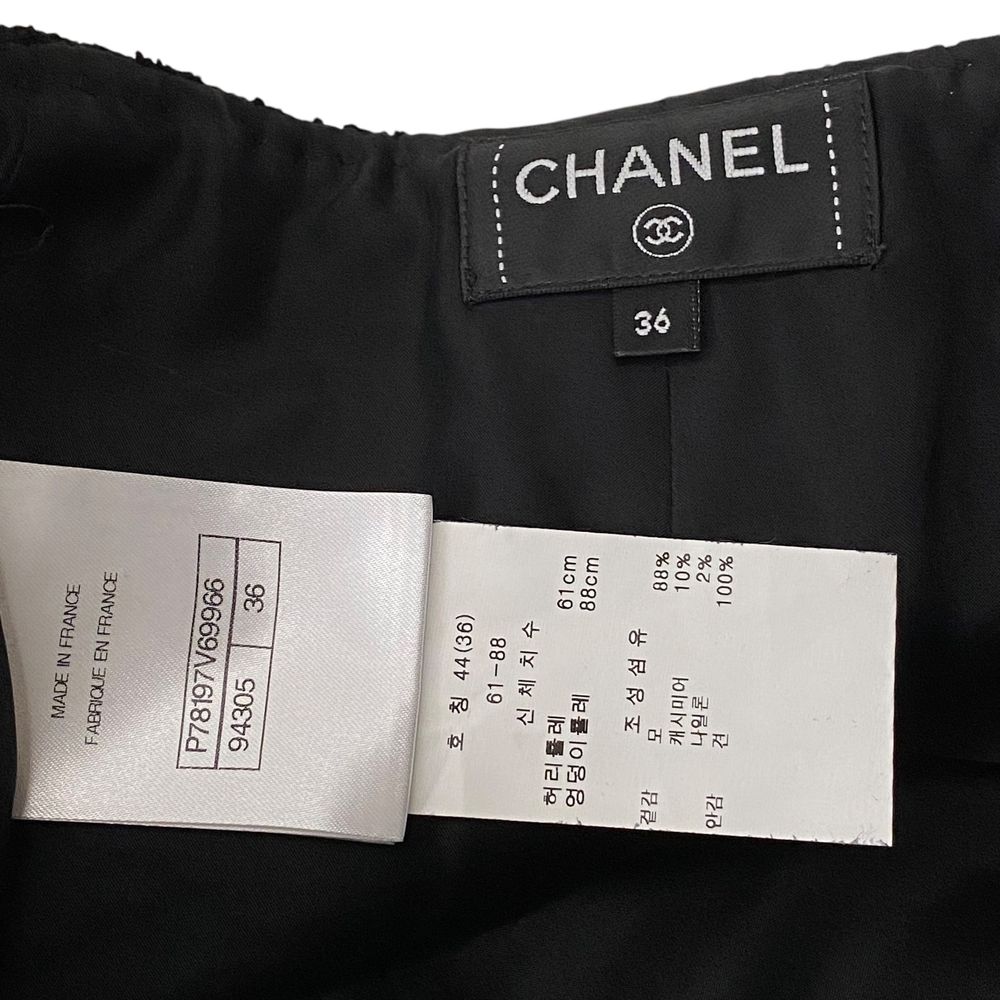 CHANEL
36
MADE IN FRANCE
FABRIQUE EN FRANCE
P78197V69966
94305 36
호 칭 44(36)
61-88
신 체 치 수
허리둘레 61cm
엉덩이둘레 88cm
조 성 섬 유
겉감 모 88%
캐시미어 10%
나일론 2%
안감 견 100%